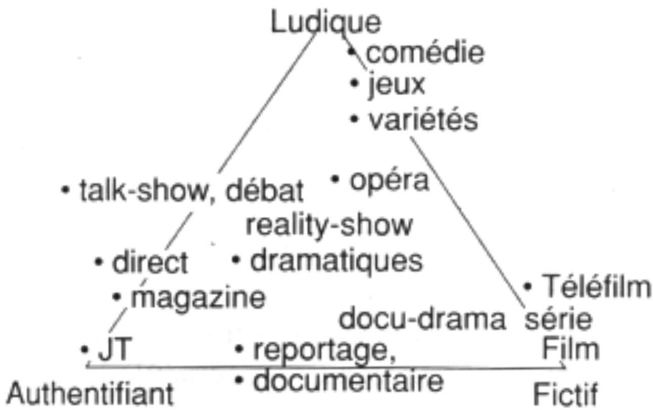 Ludique
• comédie
• jeux
• variétés
• talk-show, débat
• opéra
reality-show
• direct
• dramatiques
• Téléfilm
• magazine
docu-drama
série
• JT
• reportage,
Film
• documentaire
Authentifiant
Fictif